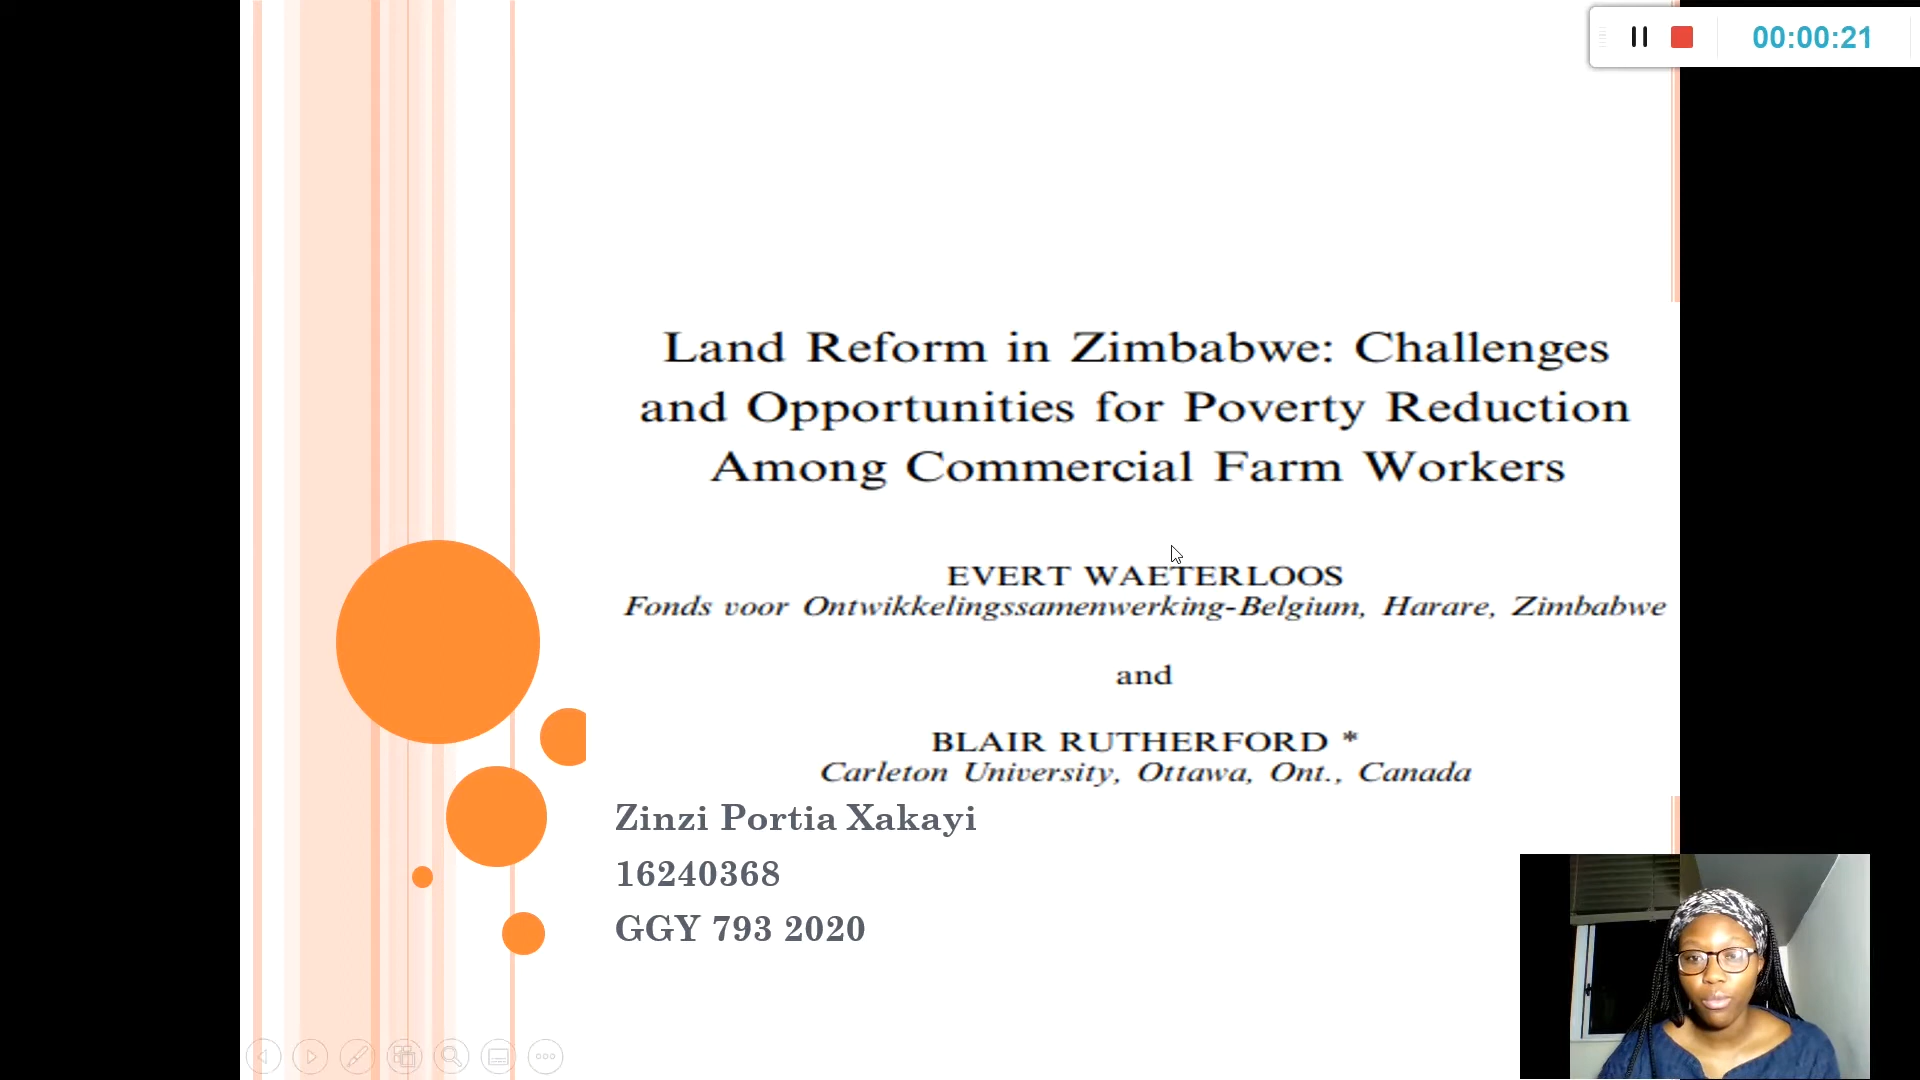 00:00:21
Land Reform in Zimbabwe: Challenges
and Opportunities for Poverty Reduction
Among Commercial Farm Workers
EVERT WAETERLOOS
Fonds voor Ontwikkelingssamenwerking-Belgium, Harare, Zimbabwe
and
BLAIR RUTHERFORD *
Carleton University, Ottawa, Ont., Canada
Zinzi Portia Xakayi
16240368
GGY 793 2020